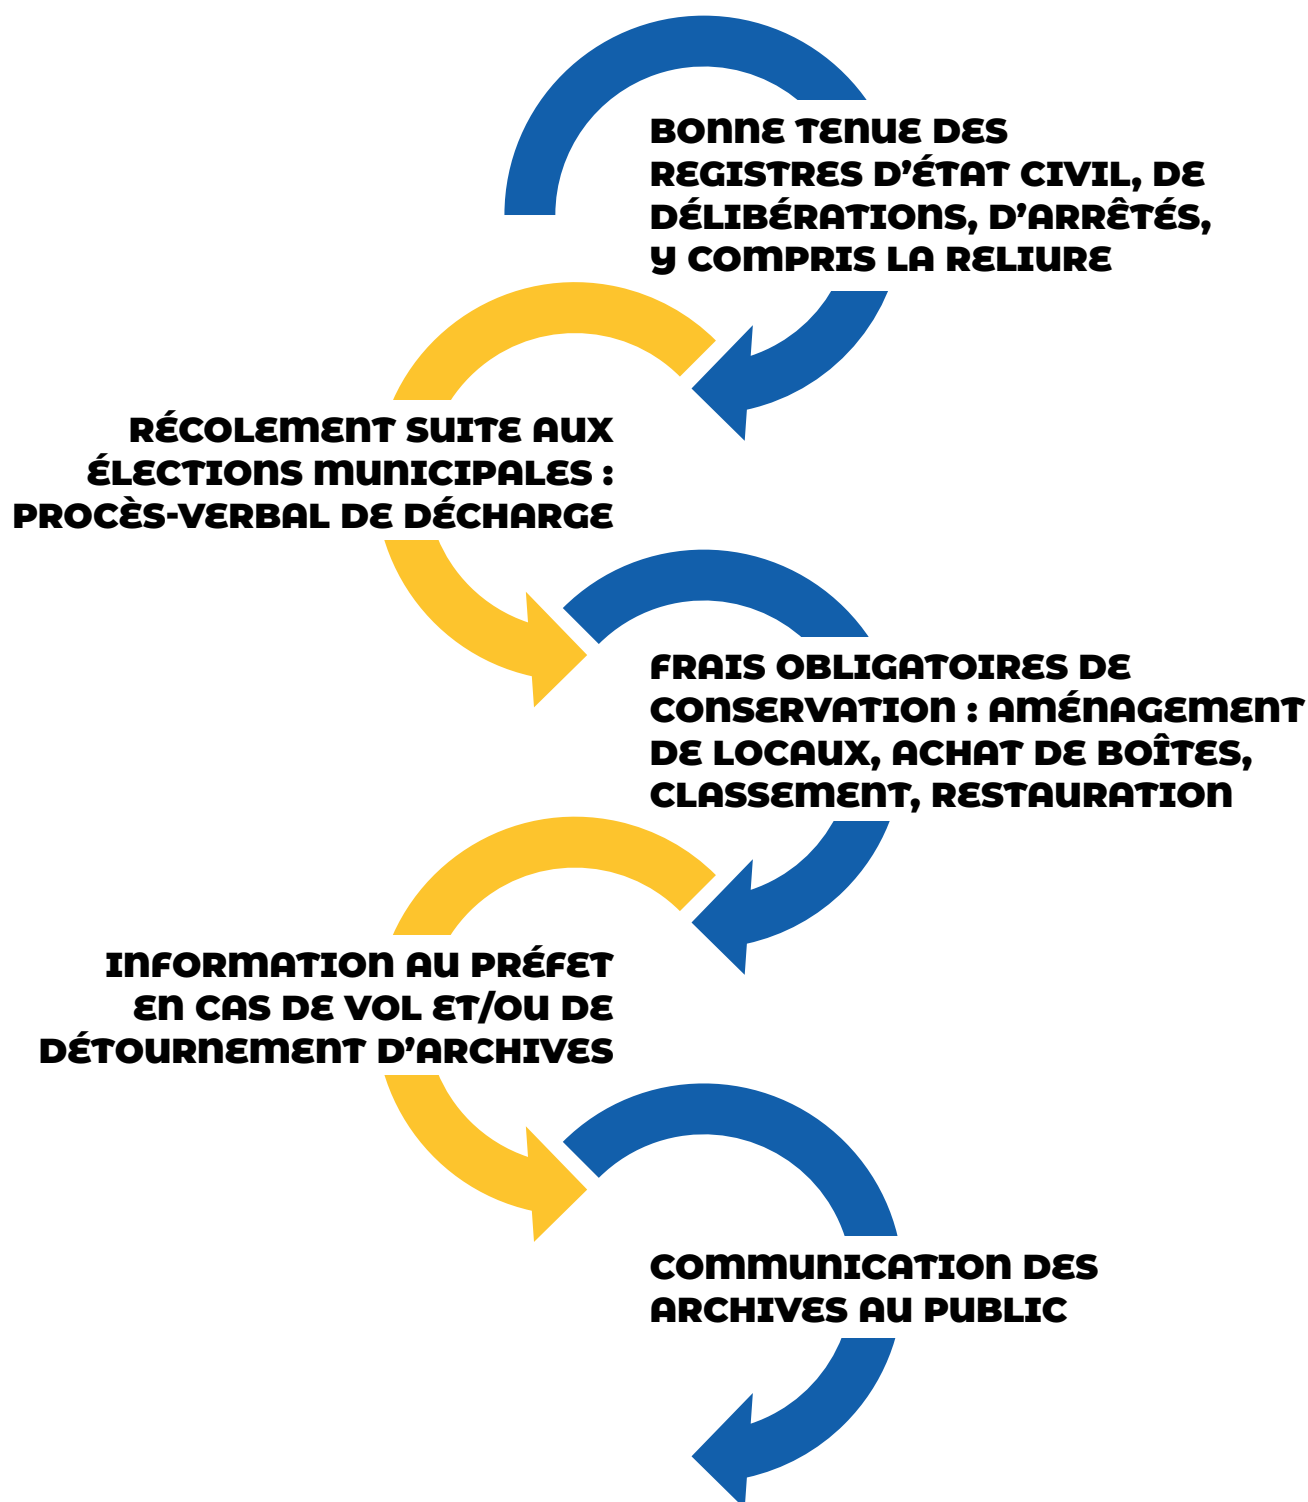 BONNE TENUE DES
REGISTRES D’ÉTAT CIVIL, DE
DÉLIBÉRATIONS, D’ARRÊTÉS,
Y COMPRIS LA RELIURE
RÉCOLEMENT SUITE AUX
ÉLECTIONS MUNICIPALES :
PROCÈS-VERBAL DE DÉCHARGE
FRAIS OBLIGATOIRES DE
CONSERVATION : AMÉNAGEMENT
DE LOCAUX, ACHAT DE BOÎTES,
CLASSEMENT, RESTAURATION
INFORMATION AU PRÉFET
EN CAS DE VOL ET/OU DE
DÉTOURNEMENT D’ARCHIVES
COMMUNICATION DES
ARCHIVES AU PUBLIC